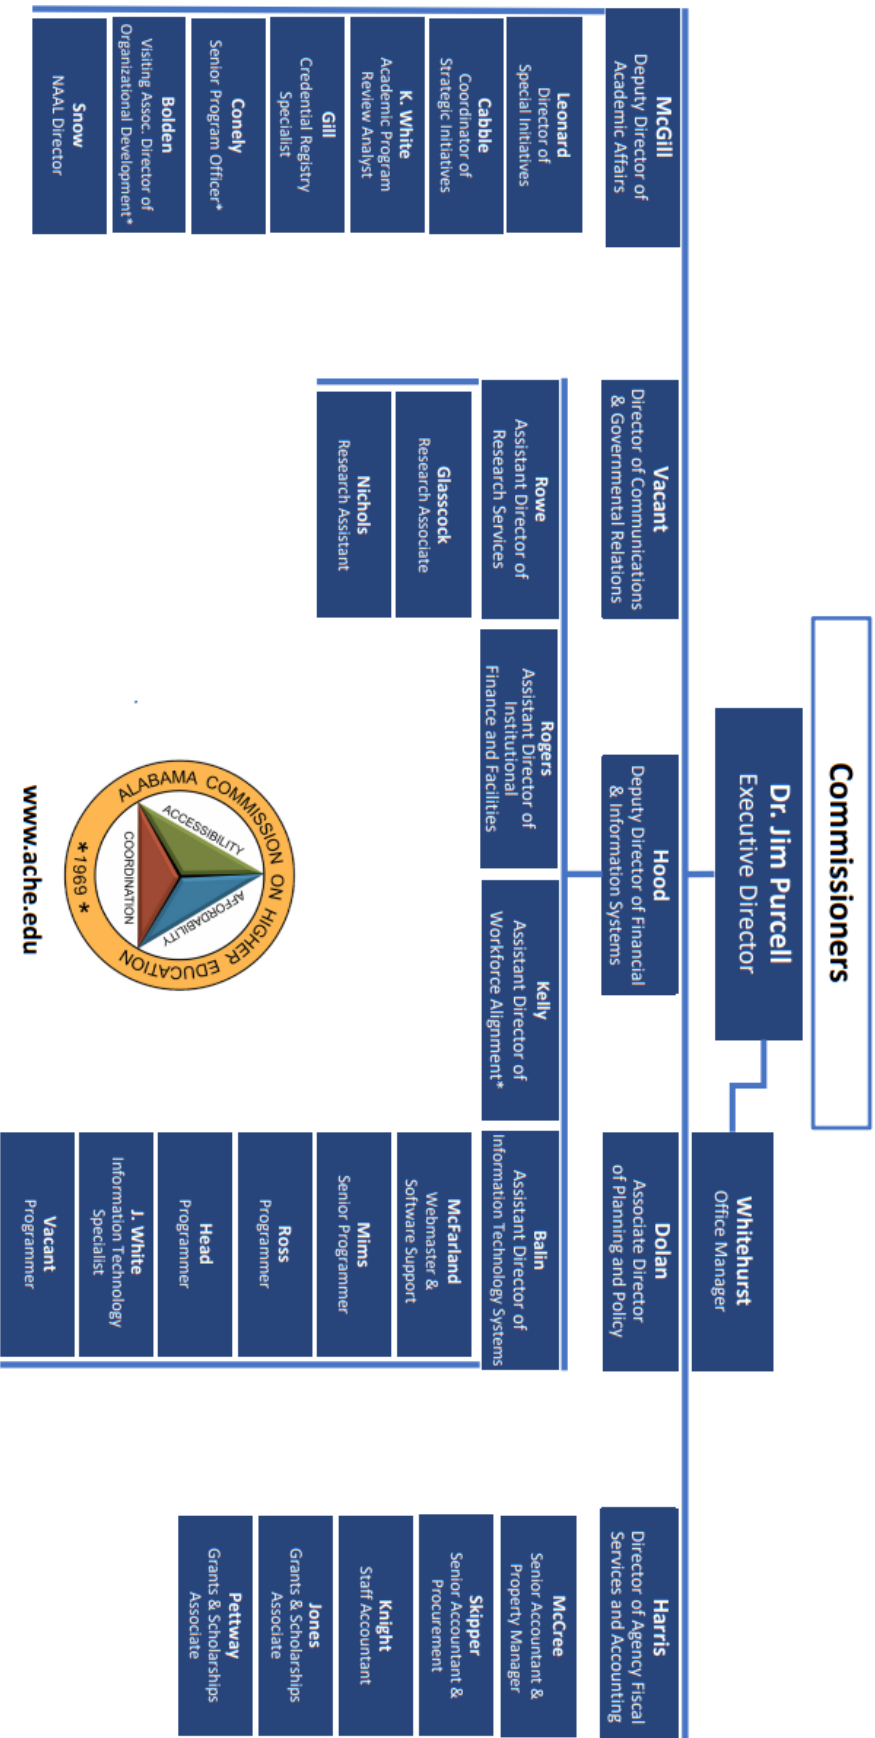 Commissioners
Dr. Jim Purcell
Executive Director
Whitehurst
Office Manager
McGill
Deputy Director of
Academic Affairs
Vacant
Director of Communications
& Governmental Relations
Hood
Deputy Director of Financial
& Information Systems
Dolan
Associate Director
of Planning and Policy
Harris
Director of Agency Fiscal
Services and Accounting
Leonard
Director of
Special Initiatives
Cabble
Coordinator of
Strategic Initiatives
K. White
Academic Program
Review Analyst
Gill
Credential Registry
Specialist
Conely
Senior Program Officer*
Bolden
Visiting Assoc. Director of
Organizational Development*
Snow
NAAL Director
Rowe
Assistant Director of
Research Services
Glasscock
Research Associate
Nichols
Research Assistant
Rogers
Assistant Director of
Institutional
Finance and Facilities
Kelly
Assistant Director of
Workforce Alignment*
Balin
Assistant Director of
Information Technology Systems
McFarland
Webmaster &
Software Support
Mims
Senior Programmer
Ross
Programmer
Head
Programmer
J. White
Information Technology
Specialist
Vacant
Programmer
McCree
Senior Accountant &
Property Manager
Skipper
Senior Accountant &
Procurement
Knight
Staff Accountant
Jones
Grants & Scholarships
Associate
Pettway
Grants & Scholarships
Associate
ALABAMA COMMISSION ON HIGHER EDUCATION
ACCESSIBILITY
AFFORDABILITY
COORDINATION
*1969*
www.ache.edu